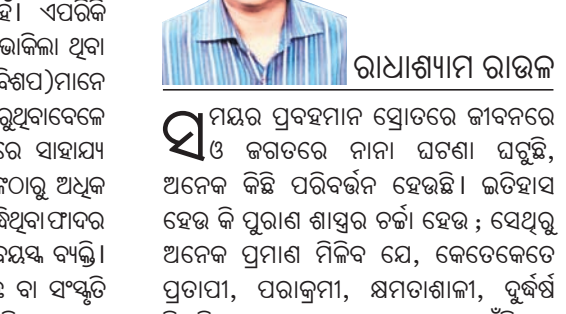 ହଁ। ଏପରିକି
ଭାକିଲା ଥିବା
ବିଶପ)ମାନେ
ରୁଥିବାବେଳେ
ରେ ସାହାଯ୍ୟ
ଙ୍କଠାରୁ ଅଧିକ
ଥିବା ଫାଦର
ବୟସ୍କ ବ୍ୟକ୍ତି।
ବା ସଂସ୍କୃତି
ରାଧାଶ୍ୟାମ ରାଉଳ
ସମୟର ପ୍ରବହମାନ ସ୍ରୋତରେ ଜୀବନରେ
ଓ ଜଗତରେ ନାନା ଘଟଣା ଘଟୁଛି,
ଅନେକ କିଛି ପରିବର୍ତ୍ତନ ହେଉଛି। ଇତିହାସ
ହେଉ କି ପୁରାଣ ଶାସ୍ତ୍ରର ଚର୍ଚ୍ଚା ହେଉ ; ସେଥିରୁ
ଅନେକ ପ୍ରମାଣ ମିଳିବ ଯେ, କେତେକେତେ
ପ୍ରତାପୀ, ପରାକ୍ରମୀ, କ୍ଷମତାଶାଳୀ, ଦୁର୍ଦ୍ଧର୍ଷ